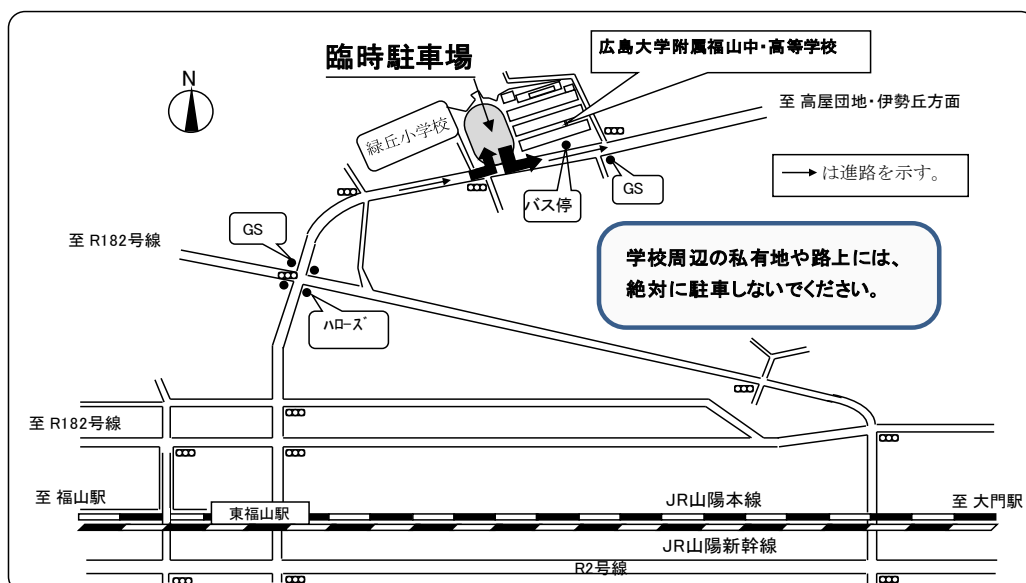 臨時駐車場
広島大学附属福山中・高等学校
N
緑丘小学校
至 高屋団地・伊勢丘方面
GS
バス停
→ は進路を示す。
至 R182号線
GS
学校周辺の私有地や路上には、
絶対に駐車しないでください。
ﾊﾛｰｽﾞ
至 R182号線
至 福山駅
東福山駅
JR山陽本線
至 大門駅
JR山陽新幹線
R2号線